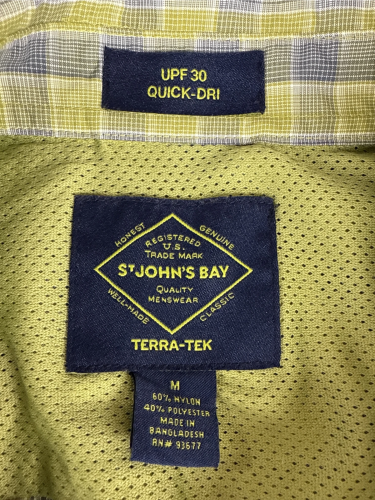 UPF 30
QUICK-DRI
HONEST
GENUINE
REGISTERED
U.S.
TRADE MARK
ST JOHN'S BAY
QUALITY
MENSWEAR
WELL-MADE
CLASSIC
TERRA-TEK
M
60% NYLON
40% POLYESTER
MADE IN
BANGLADESH
RN# 93677